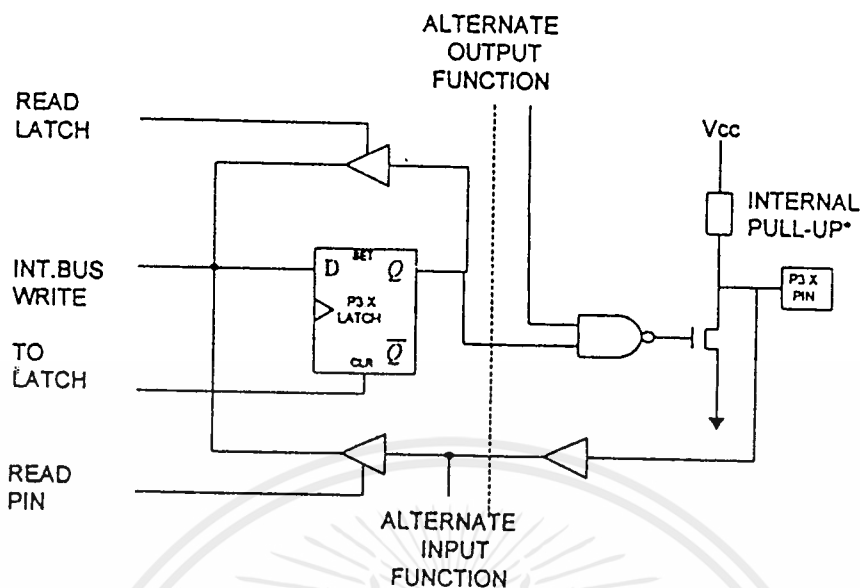 ALTERNATE
OUTPUT
FUNCTION
READ
LATCH
Vcc
INTERNAL
PULL-UP*
INT.BUS
WRITE
D
SET
Q
P3.X
LATCH
Q̅
CLR
P3.X
PIN
TO
LATCH
READ
PIN
ALTERNATE
INPUT
FUNCTION